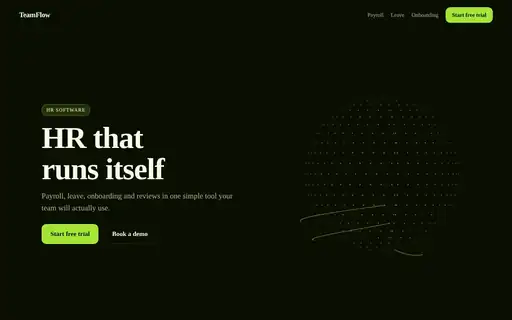 TeamFlow
Payroll Leave Onboarding Start free trial
HR SOFTWARE
HR that
runs itself
Payroll, leave, onboarding and reviews in one simple tool your
team will actually use.
Start free trial Book a demo